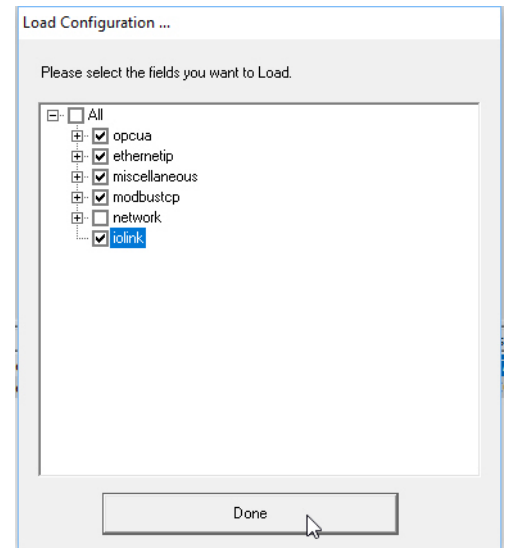 Load Configuration ...
Please select the fields you want to Load.
All
opcua
ethernetip
miscellaneous
modbustcp
network
iolink
Done